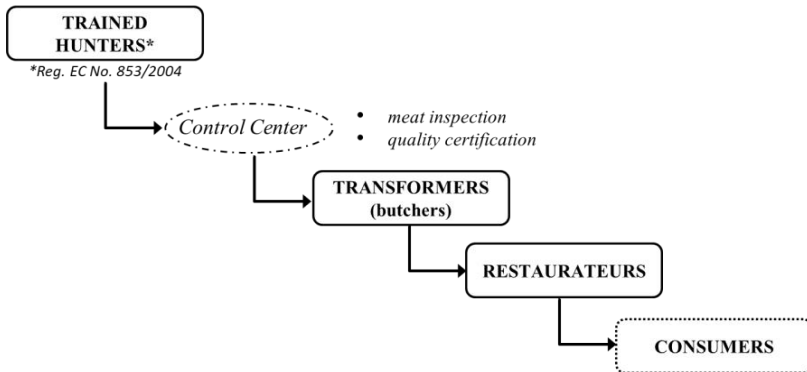 TRAINED
HUNTERS*
*Reg. EC No. 853/2004
Control Center
• meat inspection
• quality certification
TRANSFORMERS
(butchers)
RESTAURATEURS
CONSUMERS